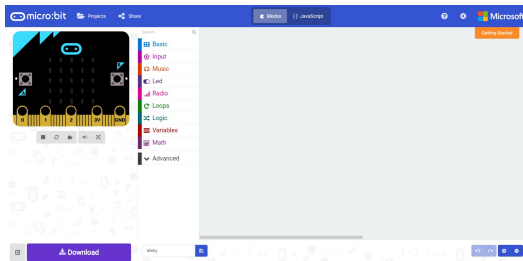 micro:bit
Projects
Share
Blocks
{} JavaScript
Microsoft
Getting Started
Search
Basic
Input
Music
Led
Radio
Loops
Logic
Variables
Math
Advanced
0 1 2 3V GND
Download
blinky